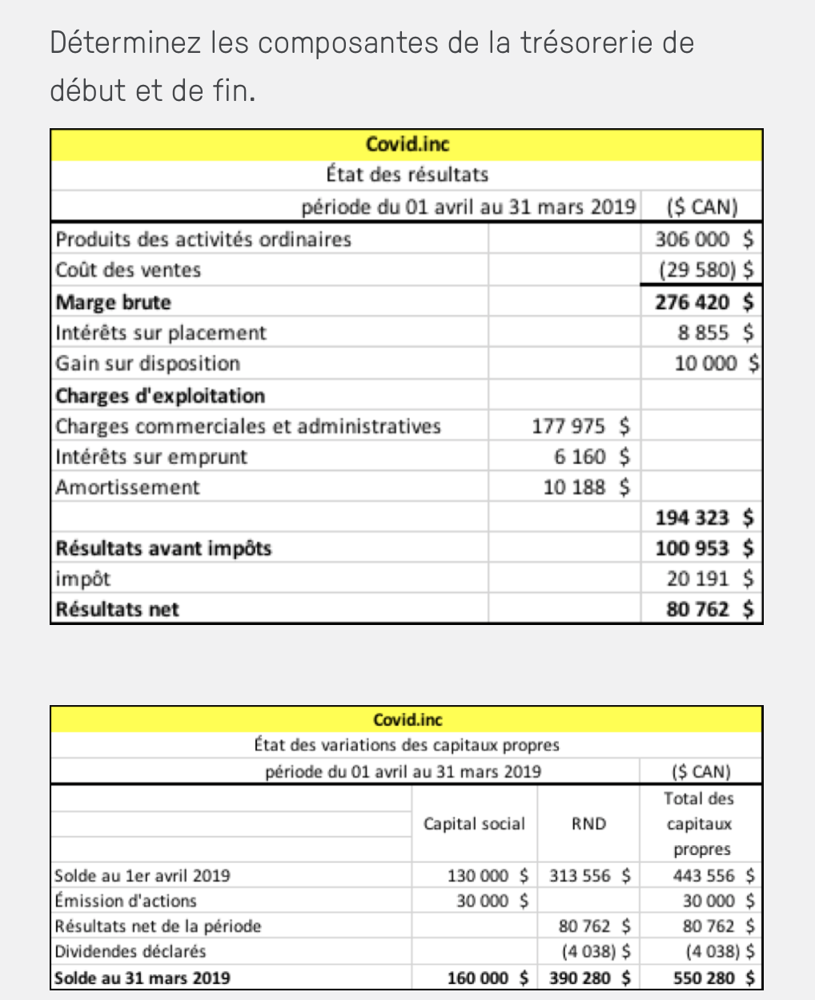 Déterminez les composantes de la trésorerie de
début et de fin.
Covid.inc
État des résultats
période du 01 avril au 31 mars 2019 ($ CAN)
Produits des activités ordinaires 306 000 $
Coût des ventes (29 580) $
Marge brute 276 420 $
Intérêts sur placement 8 855 $
Gain sur disposition 10 000 $
Charges d'exploitation
Charges commerciales et administratives 177 975 $
Intérêts sur emprunt 6 160 $
Amortissement 10 188 $
194 323 $
Résultats avant impôts 100 953 $
impôt 20 191 $
Résultats net 80 762 $
Covid.inc
État des variations des capitaux propres
période du 01 avril au 31 mars 2019 ($ CAN)
Total des
Capital social RND capitaux
propres
Solde au 1er avril 2019 130 000 $ 313 556 $ 443 556 $
Émission d'actions 30 000 $ 30 000 $
Résultats net de la période 80 762 $ 80 762 $
Dividendes déclarés (4 038) $ (4 038) $
Solde au 31 mars 2019 160 000 $ 390 280 $ 550 280 $